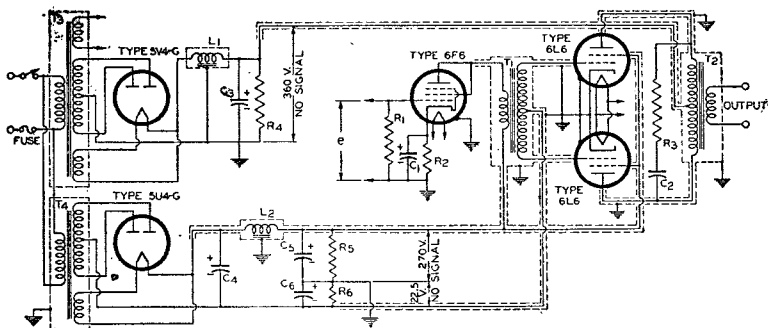 T3
TYPE 5V4-G
L1
C3
R4
360 V.
NO SIGNAL
FUSE
TYPE 6F6
e
R1
C1
R2
T1
TYPE
6L6
T2
OUTPUT
R3
C2
TYPE
6L6
T4
TYPE 5U4-G
L2
C4
C5
C6
R5
R6
270 V.
NO SIGNAL
22.5
V.